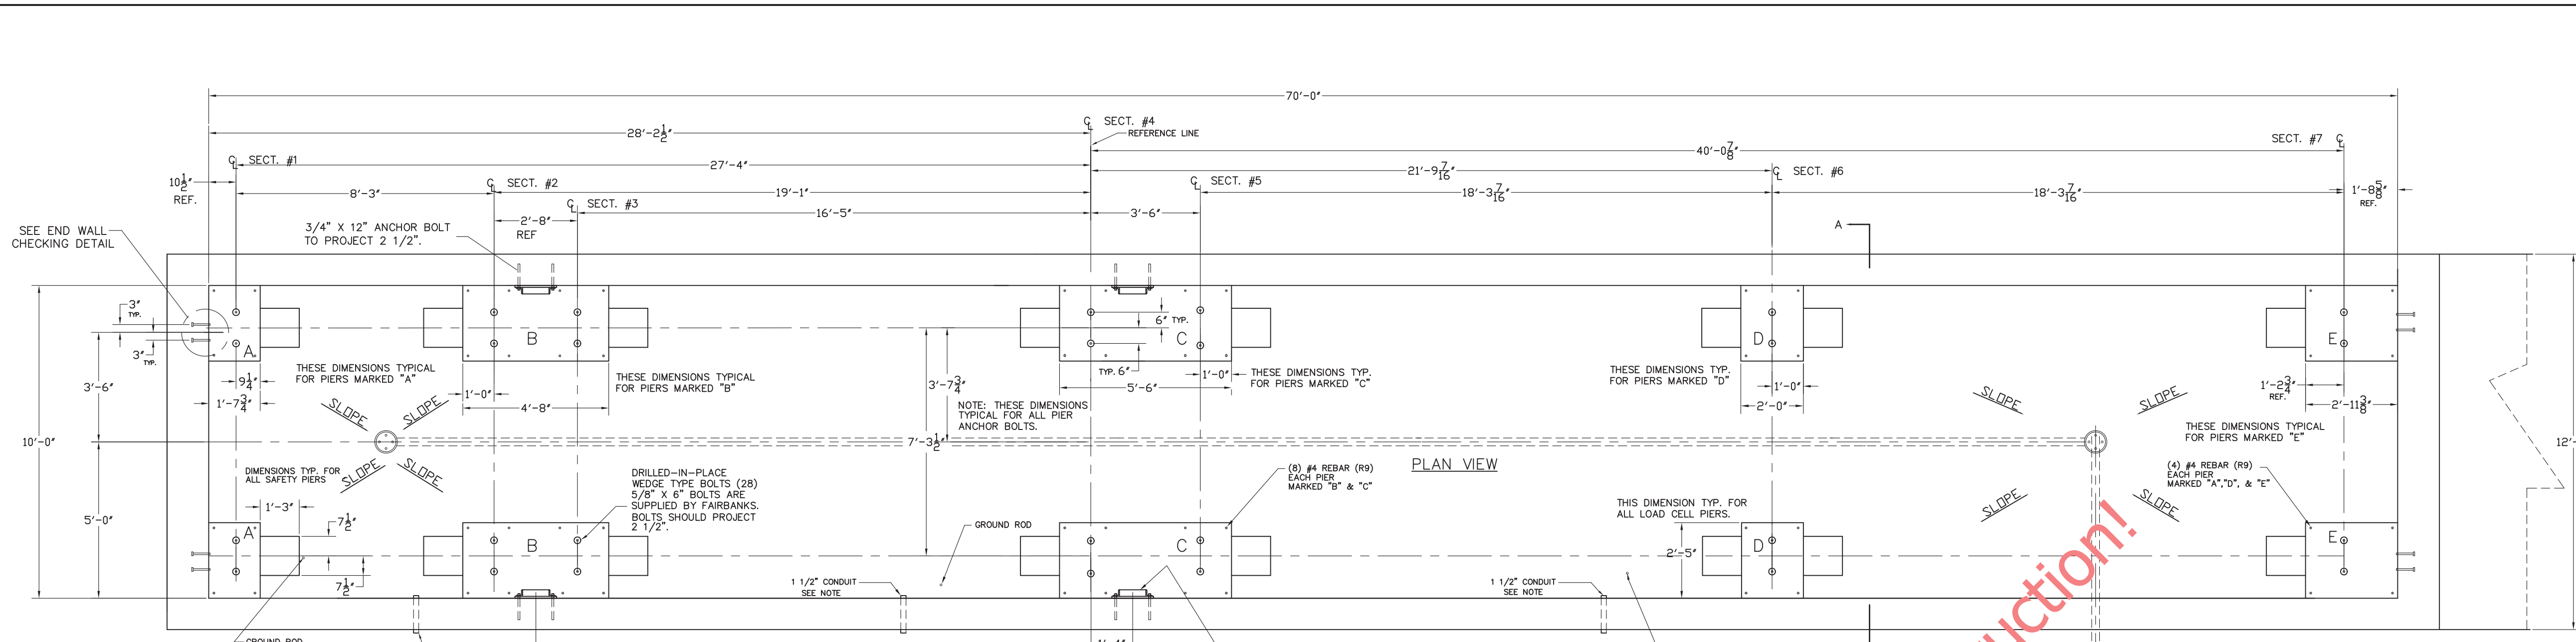 70'-0"
28'-2 1/2"
℄ SECT. #4
REFERENCE LINE
SECT. #7 ℄
40'-0 7/8"
℄ SECT. #1
27'-4"
21'-9 7/16"
℄ SECT. #6
10 1/2"
REF.
8'-3"
℄ SECT. #2
19'-1"
℄ SECT. #5
18'-3 7/16"
18'-3 7/16"
1'-8 5/8"
REF.
2'-8"
REF
℄ SECT. #3
16'-5"
3'-6"
SEE END WALL
CHECKING DETAIL
3/4" X 12" ANCHOR BOLT
TO PROJECT 2 1/2".
A
3"
TYP.
3"
TYP.
6" TYP.
TYP. 6"
A
B
C
D
E
3'-6"
9 1/4"
1'-7 3/4"
THESE DIMENSIONS TYPICAL
FOR PIERS MARKED "A"
1'-0"
4'-8"
THESE DIMENSIONS TYPICAL
FOR PIERS MARKED "B"
3'-7 3/4"
NOTE: THESE DIMENSIONS
TYPICAL FOR ALL PIER
ANCHOR BOLTS.
1'-0"
5'-6"
THESE DIMENSIONS TYP.
FOR PIERS MARKED "C"
THESE DIMENSIONS TYP.
FOR PIERS MARKED "D"
1'-0"
2'-0"
1'-2 3/4"
REF.
2'-11 3/8"
THESE DIMENSIONS TYPICAL
FOR PIERS MARKED "E"
SLOPE
SLOPE
SLOPE
SLOPE
SLOPE
SLOPE
SLOPE
SLOPE
10'-0"
7'-3 1/2"
12'-
PLAN VIEW
DIMENSIONS TYP. FOR
ALL SAFETY PIERS
DRILLED-IN-PLACE
WEDGE TYPE BOLTS (28)
5/8" X 6" BOLTS ARE
SUPPLIED BY FAIRBANKS.
BOLTS SHOULD PROJECT
2 1/2".
(8) #4 REBAR (R9)
EACH PIER
MARKED "B" & "C"
(4) #4 REBAR (R9)
EACH PIER
MARKED "A","D", & "E"
THIS DIMENSION TYP. FOR
ALL LOAD CELL PIERS.
5'-0"
1'-3"
7 1/2"
7 1/2"
GROUND ROD
2'-5"
A
B
C
D
E
1 1/2" CONDUIT
SEE NOTE
1 1/2" CONDUIT
SEE NOTE
GROUND ROD
1'-4"
uction!